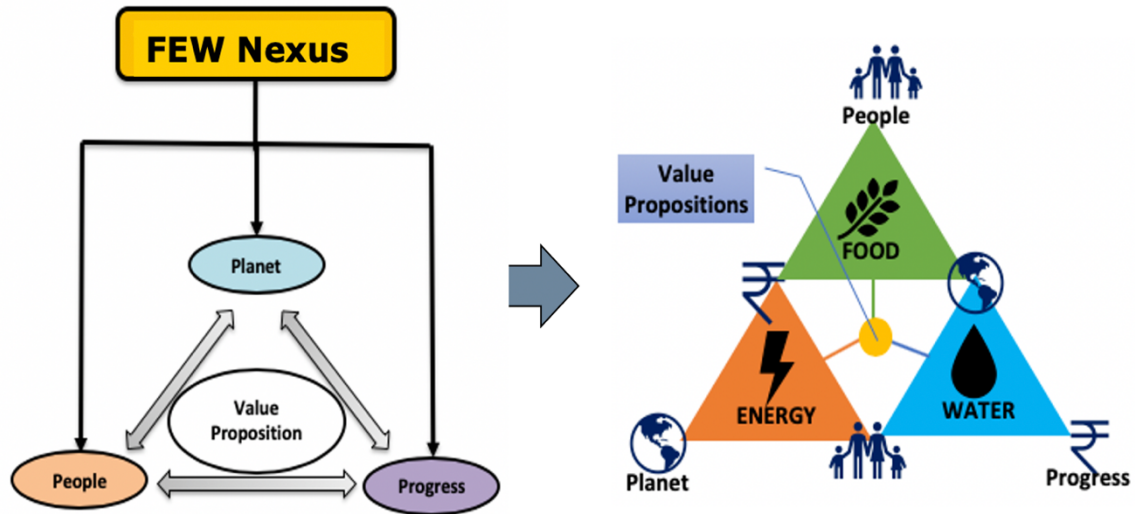 FEW Nexus
Planet
Value
Proposition
People
Progress
People
Value
Propositions
FOOD
₹
ENERGY
WATER
Planet
₹
Progress